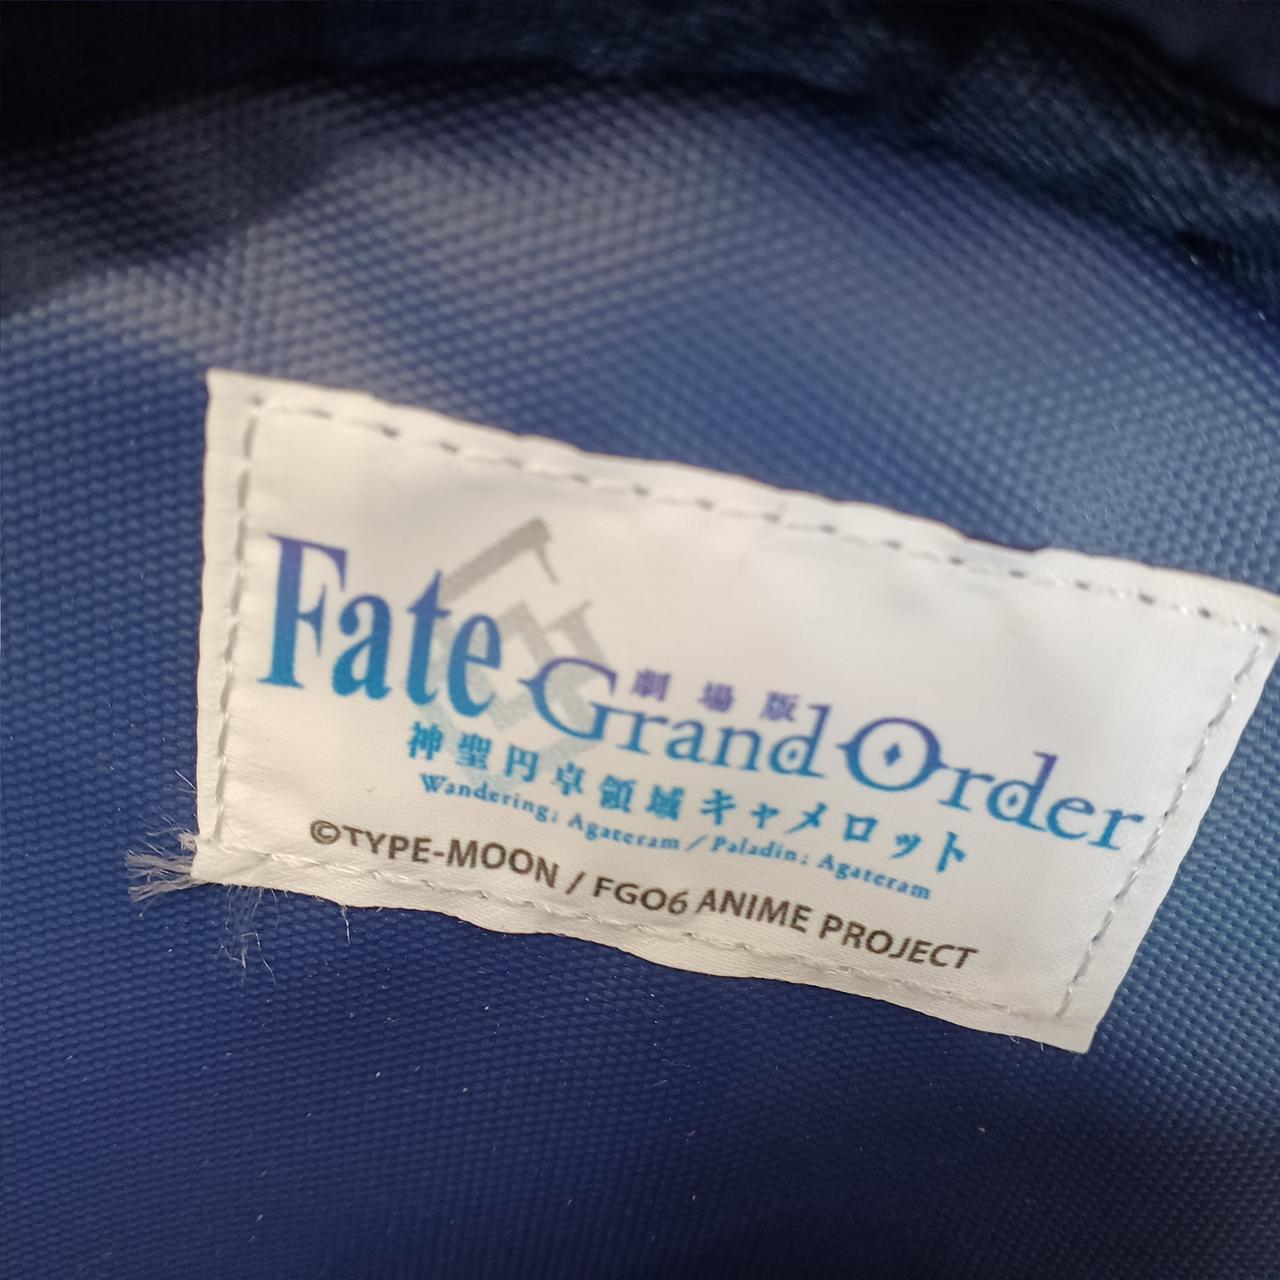 劇場版
Fate Grand Order
神聖円卓領域キャメロット
Wandering; Agateram / Paladin; Agateram
©TYPE-MOON / FGO6 ANIME PROJECT